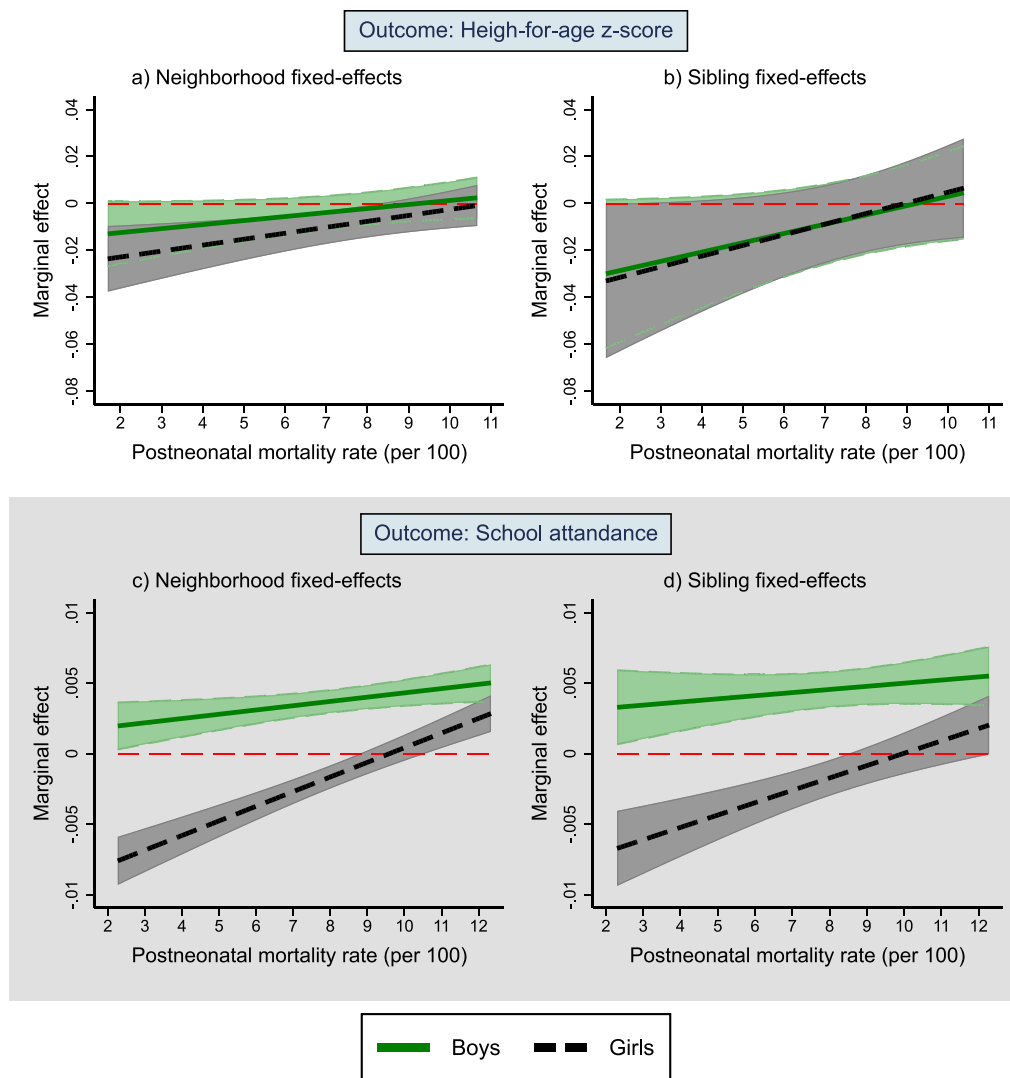 Outcome: Heigh-for-age z-score
a) Neighborhood fixed-effects
Marginal effect
.04
.02
0
-.02
-.04
-.06
-.08
2 3 4 5 6 7 8 9 10 11
Postneonatal mortality rate (per 100)
b) Sibling fixed-effects
Marginal effect
.04
.02
0
-.02
-.04
-.06
-.08
2 3 4 5 6 7 8 9 10 11
Postneonatal mortality rate (per 100)
Outcome: School attandance
c) Neighborhood fixed-effects
Marginal effect
.01
.005
0
-.005
-.01
2 3 4 5 6 7 8 9 10 11 12
Postneonatal mortality rate (per 100)
d) Sibling fixed-effects
Marginal effect
.01
.005
0
-.005
-.01
2 3 4 5 6 7 8 9 10 11 12
Postneonatal mortality rate (per 100)
Boys Girls